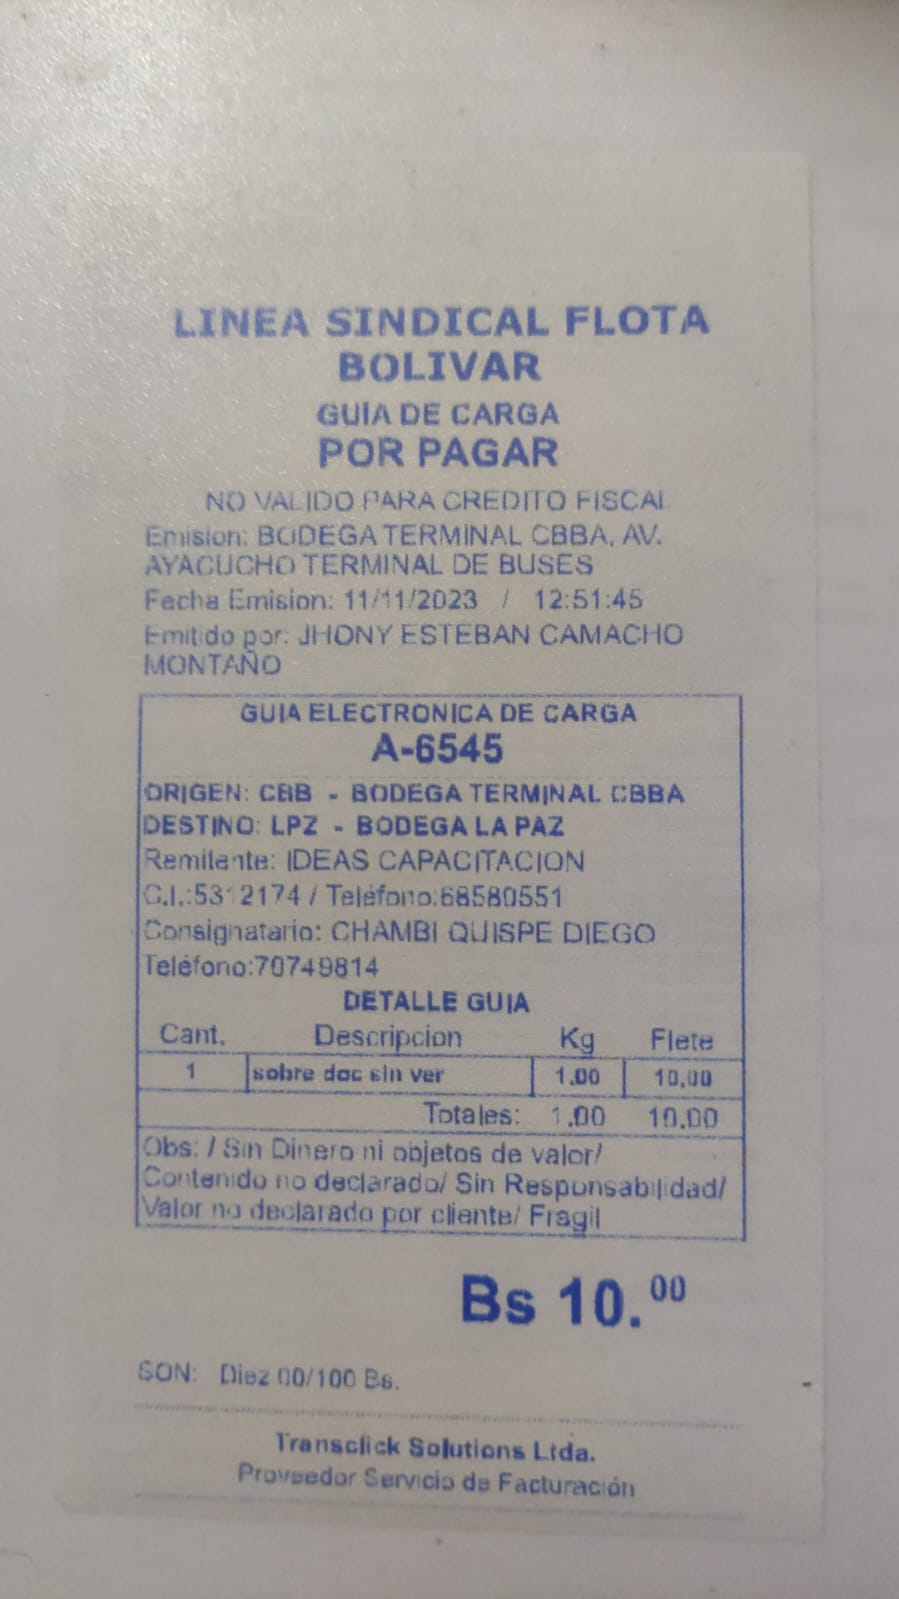 LINEA SINDICAL FLOTA
BOLIVAR
GUIA DE CARGA
POR PAGAR
NO VALIDO PARA CREDITO FISCAL
Emision: BODEGA TERMINAL CBBA, AV.
AYACUCHO TERMINAL DE BUSES
Fecha Emision: 11/11/2023 / 12:51:45
Emitido por: JHONY ESTEBAN CAMACHO
MONTAÑO
GUIA ELECTRONICA DE CARGA
A-6545
ORIGEN: CBB - BODEGA TERMINAL CBBA
DESTINO: LPZ - BODEGA LA PAZ
Remitente: IDEAS CAPACITACION
C.I.:5312174 / Teléfono:68580551
Consignatario: CHAMBI QUISPE DIEGO
Teléfono:70749814
DETALLE GUIA
Cant. Descripcion Kg Flete
1 sobre doc sin ver 1.00 10.00
Totales: 1.00 10.00
Obs: / Sin Dinero ni objetos de valor/
Contenido no declarado/ Sin Responsabilidad/
Valor no declarado por cliente/ Fragil
Bs 10.00
SON: Diez 00/100 Bs.
Transclick Solutions Ltda.
Proveedor Servicio de Facturación